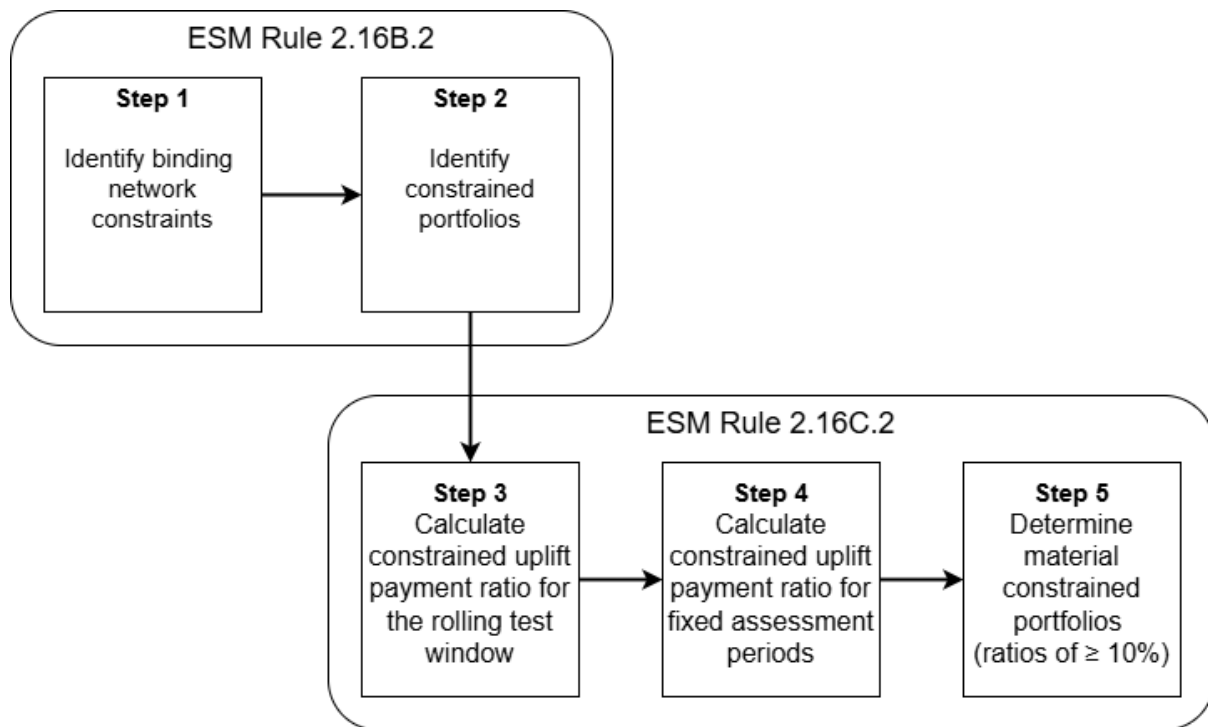 ESM Rule 2.16B.2
Step 1
Identify binding
network
constraints
Step 2
Identify
constrained
portfolios
ESM Rule 2.16C.2
Step 3
Calculate
constrained uplift
payment ratio for
the rolling test
window
Step 4
Calculate
constrained uplift
payment ratio for
fixed assessment
periods
Step 5
Determine
material
constrained
portfolios
(ratios of ≥ 10%)